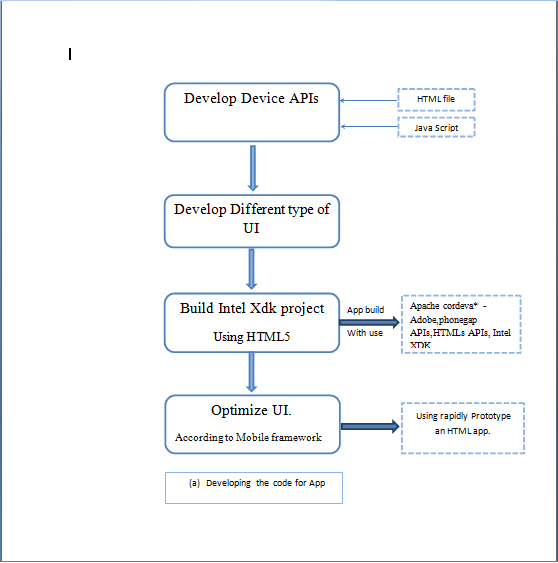 Develop Device APIs
HTML file
Java Script
Develop Different type of
UI
Build Intel Xdk project
Using HTML5
App build
With use
Apache cordeva* -
Adobe,phonegap
APIs,HTMLs APIs, Intel
XDK
Optimize UI.
According to Mobile framework
Using rapidly Prototype
an HTML app.
(a) Developing the code for App